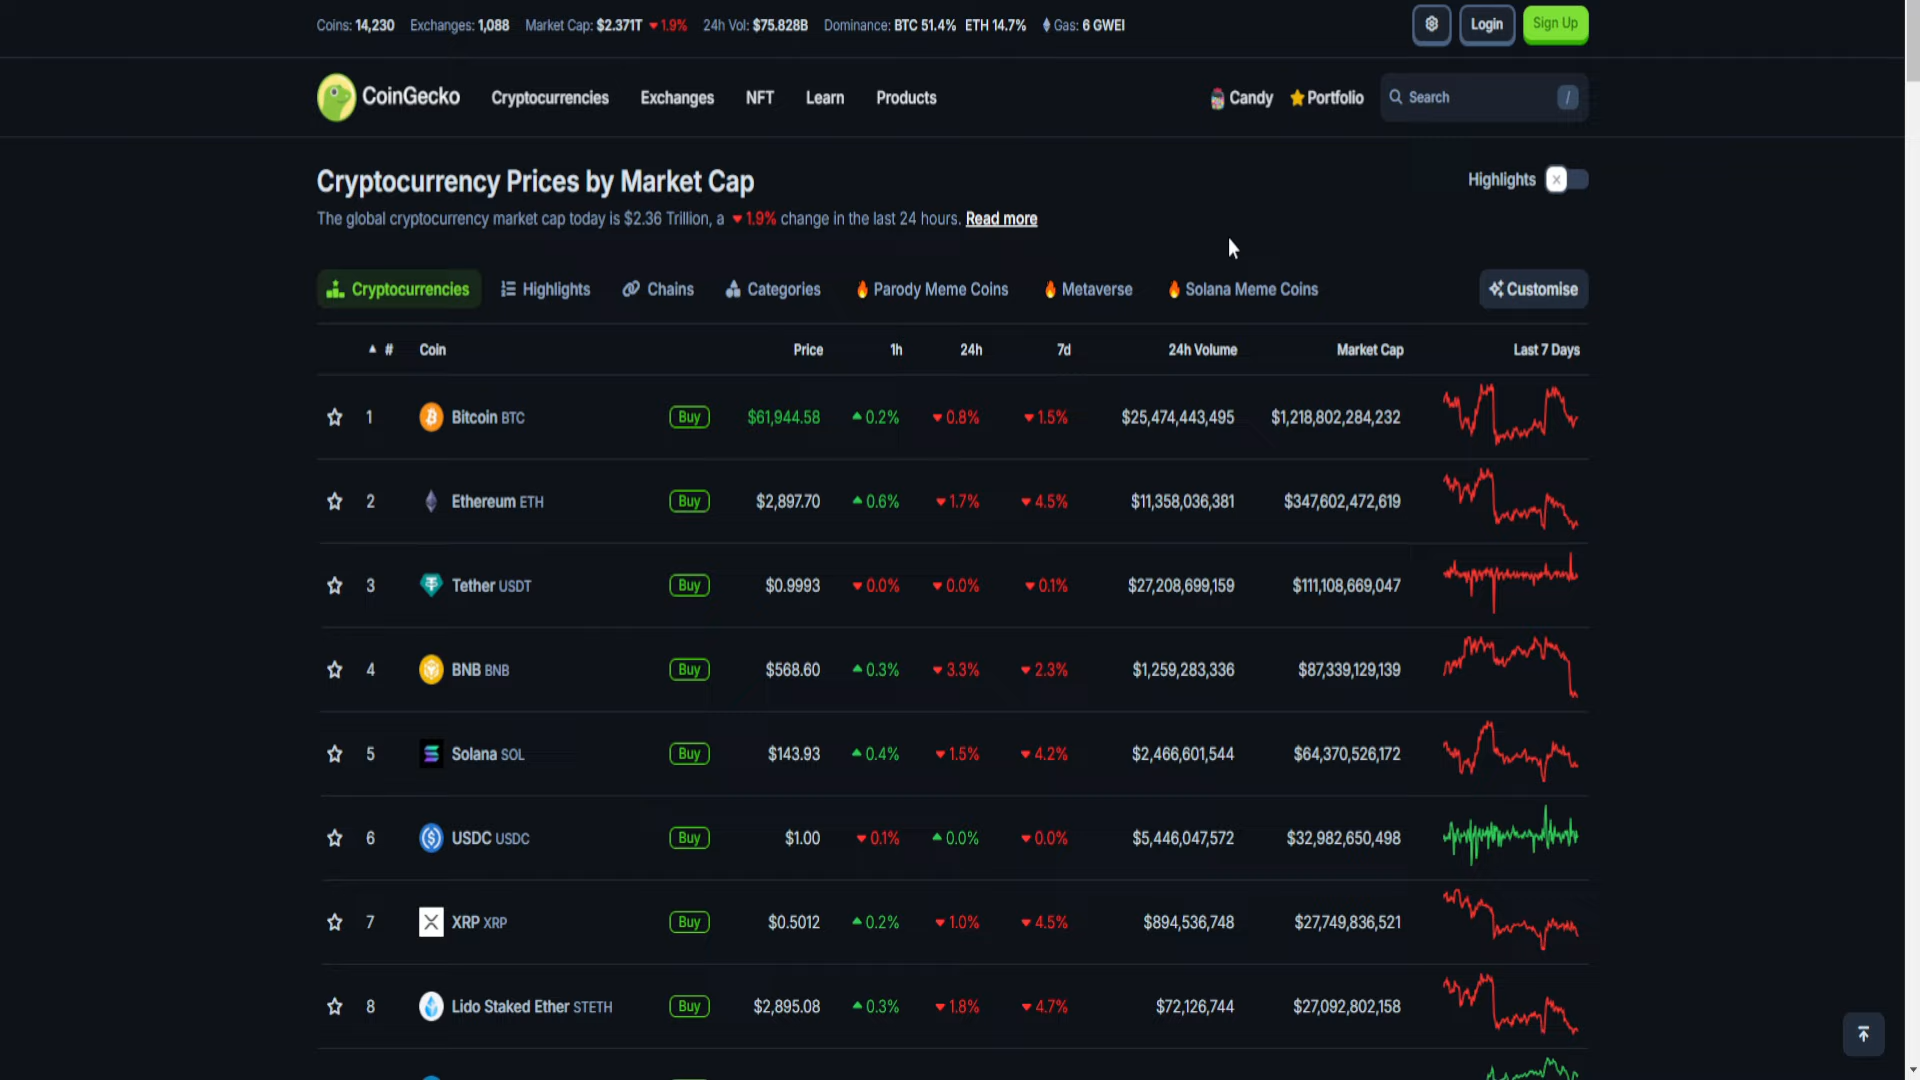 Coins: 14,230 Exchanges: 1,088 Market Cap: $2.371T 1.9% 24h Vol: $75.828B Dominance: BTC 51.4% ETH 14.7% Gas: 6 GWEI Login Sign Up
CoinGecko Cryptocurrencies Exchanges NFT Learn Products Candy Portfolio Search /
Cryptocurrency Prices by Market Cap Highlights
The global cryptocurrency market cap today is $2.36 Trillion, a 1.9% change in the last 24 hours. Read more
Cryptocurrencies Highlights Chains Categories Parody Meme Coins Metaverse Solana Meme Coins Customise
# Coin Price 1h 24h 7d 24h Volume Market Cap Last 7 Days
1 Bitcoin BTC Buy $61,944.58 0.2% 0.8% 1.5% $25,474,443,495 $1,218,802,284,232
2 Ethereum ETH Buy $2,897.70 0.6% 1.7% 4.5% $11,358,036,381 $347,602,472,619
3 Tether USDT Buy $0.9993 0.0% 0.0% 0.1% $27,208,699,159 $111,108,669,047
4 BNB BNB Buy $568.60 0.3% 3.3% 2.3% $1,259,283,336 $87,339,129,139
5 Solana SOL Buy $143.93 0.4% 1.5% 4.2% $2,466,601,544 $64,370,526,172
6 USDC USDC Buy $1.00 0.1% 0.0% 0.0% $5,446,047,572 $32,982,650,498
7 XRP XRP Buy $0.5012 0.2% 1.0% 4.5% $894,536,748 $27,749,836,521
8 Lido Staked Ether STETH Buy $2,895.08 0.3% 1.8% 4.7% $72,126,744 $27,092,802,158